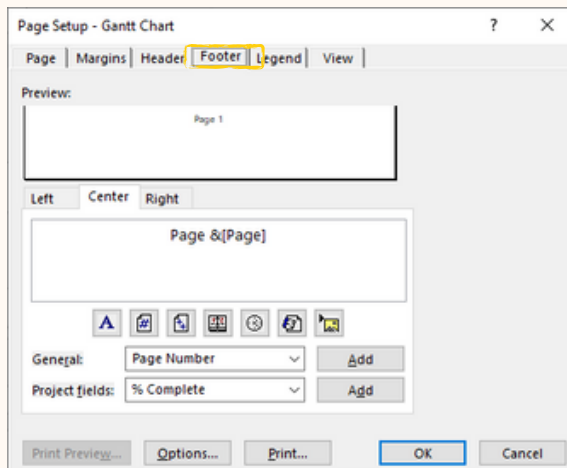 Page Setup - Gantt Chart ? ×
Page Margins Header Footer Legend View
Preview:
Page 1
Left Center Right
Page &[Page]
A
General: Page Number Add
Project fields: % Complete Add
Print Preview... Options... Print... OK Cancel